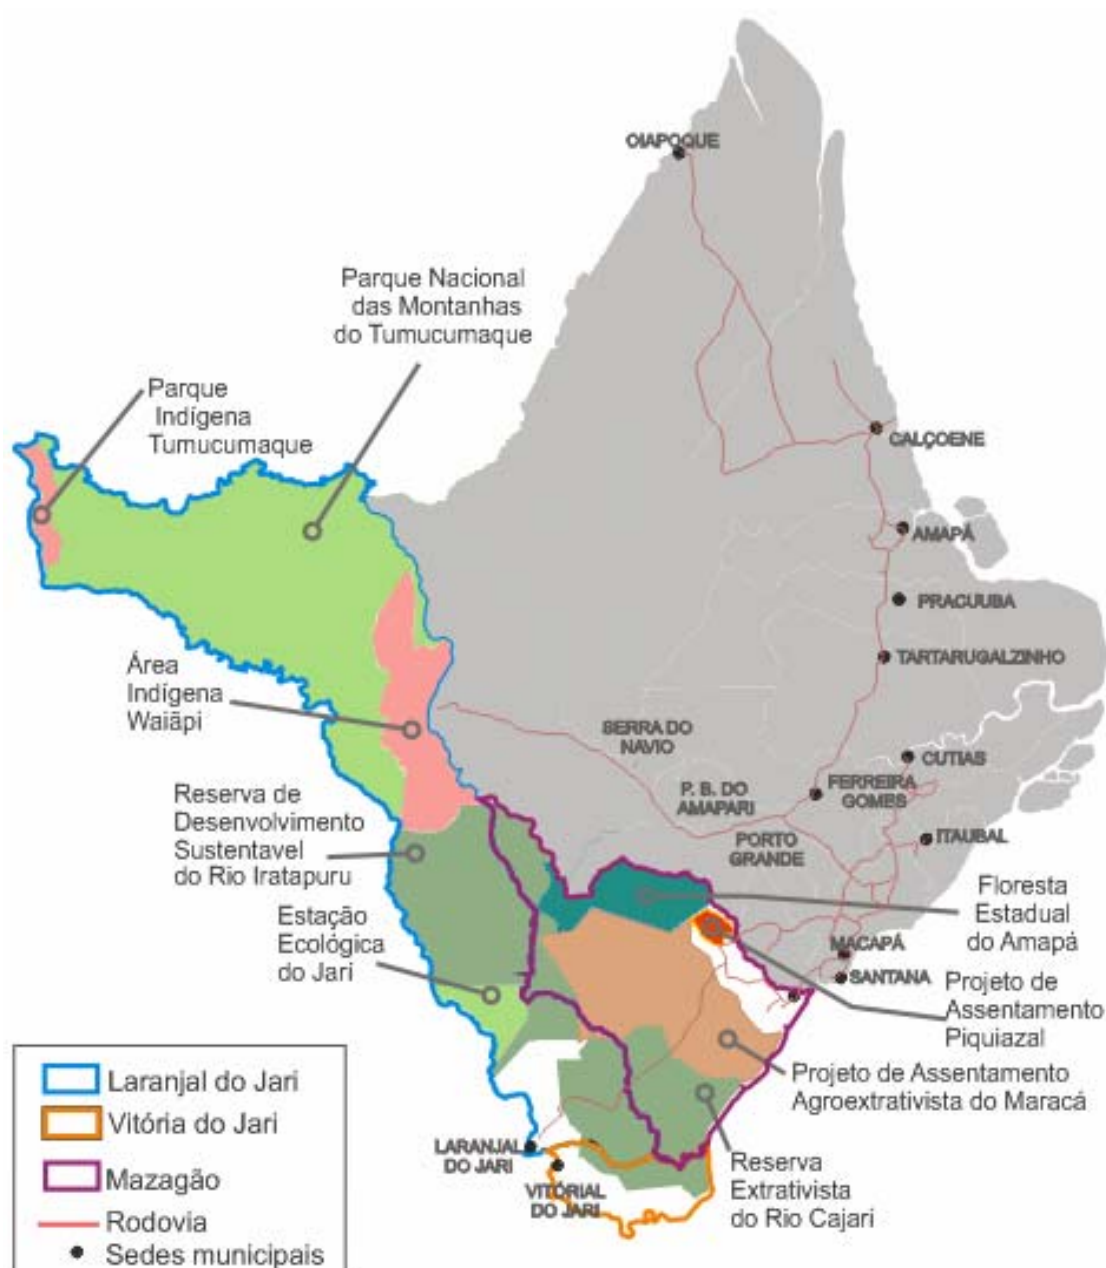 OIAPOQUE
Parque Nacional
das Montanhas
do Tumucumaque
Parque
Indígena
Tumucumaque
CALÇOENE
AMAPÁ
PRACUUBA
TARTARUGALZINHO
Área
Indígena
Waiãpi
SERRA DO
NAVIO
CUTIAS
P. B. DO
AMAPARI
FERREIRA
GOMES
Reserva de
Desenvolvimento
Sustentavel
do Rio Iratapuru
PORTO
GRANDE
ITAUBAL
Floresta
Estadual
do Amapá
Estação
Ecológica
do Jari
MACAPÁ
SANTANA
Projeto de
Assentamento
Piquiazal
Projeto de Assentamento
Agroextrativista do Maracá
LARANJAL
DO JARI
VITÓRIAL
DO JARI
Reserva
Extrativista
do Rio Cajari
Laranjal do Jari
Vitória do Jari
Mazagão
Rodovia
Sedes municipais